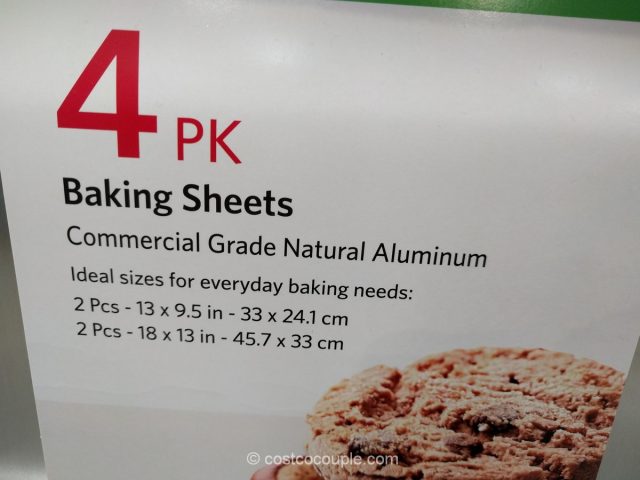 4 PK
Baking Sheets
Commercial Grade Natural Aluminum
Ideal sizes for everyday baking needs:
2 Pcs - 13 x 9.5 in - 33 x 24.1 cm
2 Pcs - 18 x 13 in - 45.7 x 33 cm
© costcocouple.com